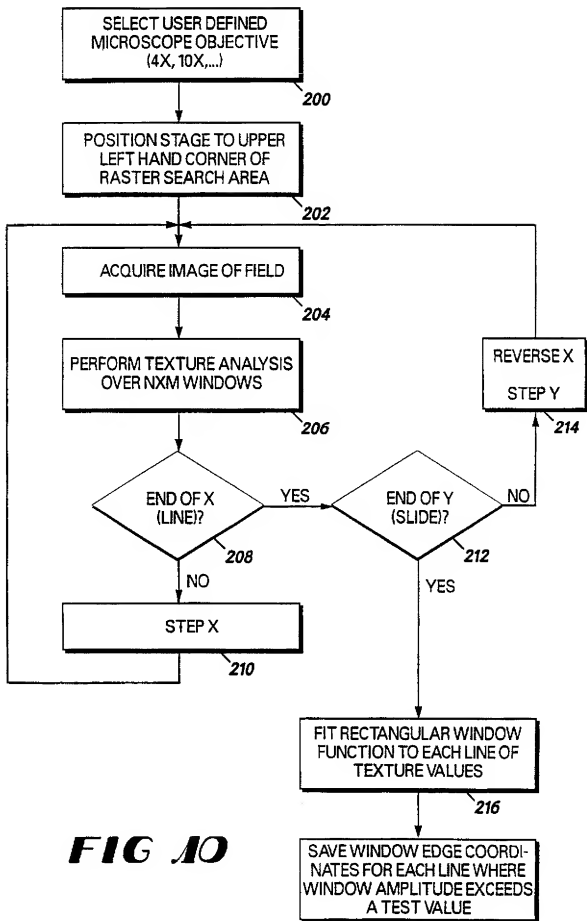 SELECT USER DEFINED
MICROSCOPE OBJECTIVE
(4X, 10X,...)
200
POSITION STAGE TO UPPER
LEFT HAND CORNER OF
RASTER SEARCH AREA
202
ACQUIRE IMAGE OF FIELD
204
PERFORM TEXTURE ANALYSIS
OVER NXM WINDOWS
206
REVERSE X
STEP Y
214
END OF X
(LINE)?
208
YES
END OF Y
(SLIDE)?
212
NO
NO
YES
STEP X
210
FIT RECTANGULAR WINDOW
FUNCTION TO EACH LINE OF
TEXTURE VALUES
216
SAVE WINDOW EDGE COORDI-
NATES FOR EACH LINE WHERE
WINDOW AMPLITUDE EXCEEDS
A TEST VALUE
FIG 10